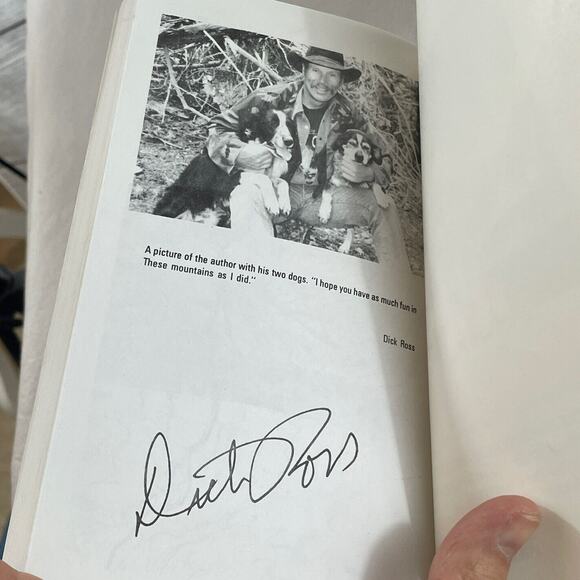 A picture of the author with his two dogs. "I hope you have as much fun in
These mountains as I did."
Dick Ross
Dick Ross